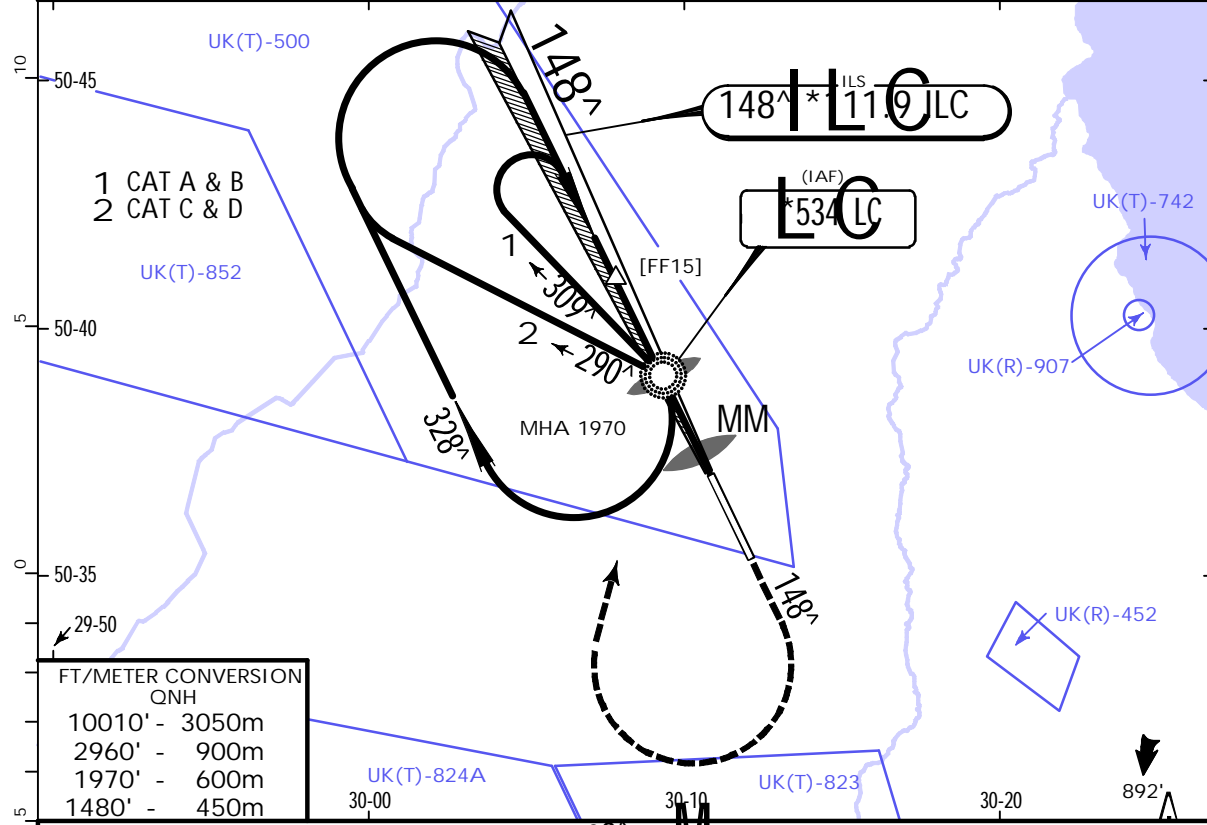 UK(T)-500
10
50-45
148^
ILS
148^ *111.9 ILC
ILC
1 CAT A & B
2 CAT C & D
(IAF)
*534 LC
LC
UK(T)-742
UK(T)-852
1
309^
[FF15]
5
50-40
2
290^
UK(R)-907
328^
MHA 1970
MM
0
50-35
148^
29-50
UK(R)-452
FT/METER CONVERSION
QNH
10010' - 3050m
2960' - 900m
1970' - 600m
1480' - 450m
UK(T)-824A
UK(T)-823
892'
5
30-00
30-10
30-20